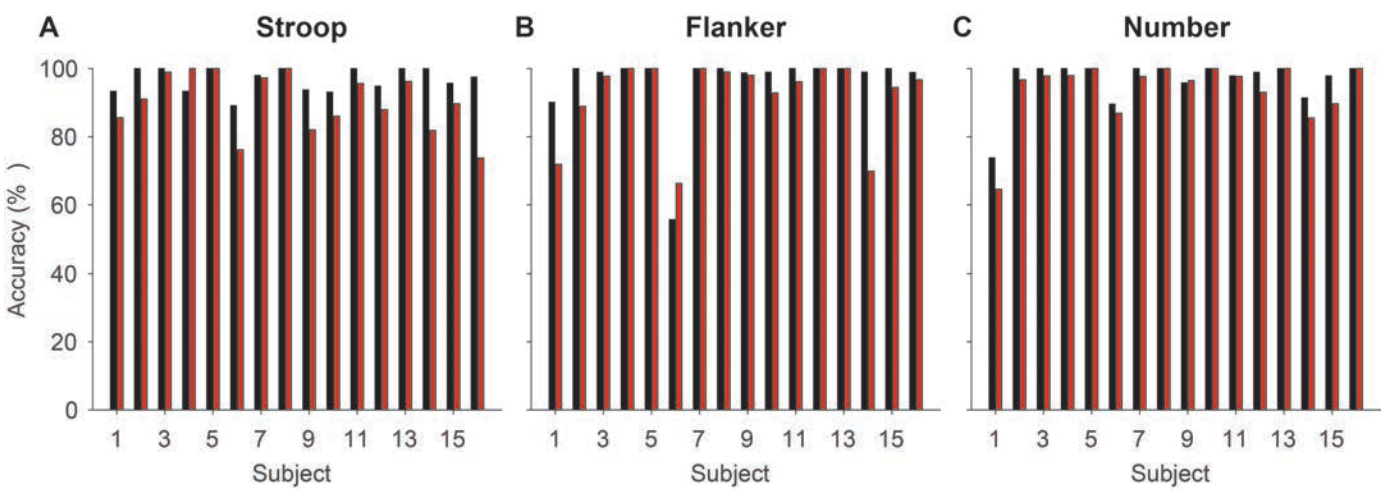 A Stroop B Flanker C Number
Accuracy (% )
100
80
60
40
20
0
1 3 5 7 9 11 13 15 1 3 5 7 9 11 13 15 1 3 5 7 9 11 13 15
Subject Subject Subject